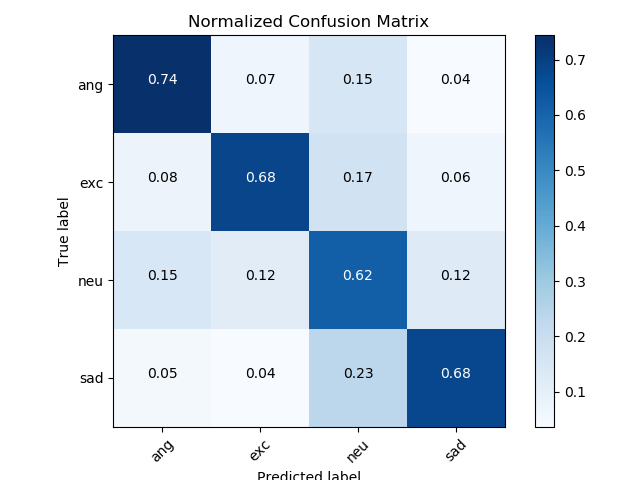 Normalized Confusion Matrix
ang 0.74 0.07 0.15 0.04
exc 0.08 0.68 0.17 0.06
neu 0.15 0.12 0.62 0.12
sad 0.05 0.04 0.23 0.68
ang exc neu sad
True label
Predicted label
0.7
0.6
0.5
0.4
0.3
0.2
0.1